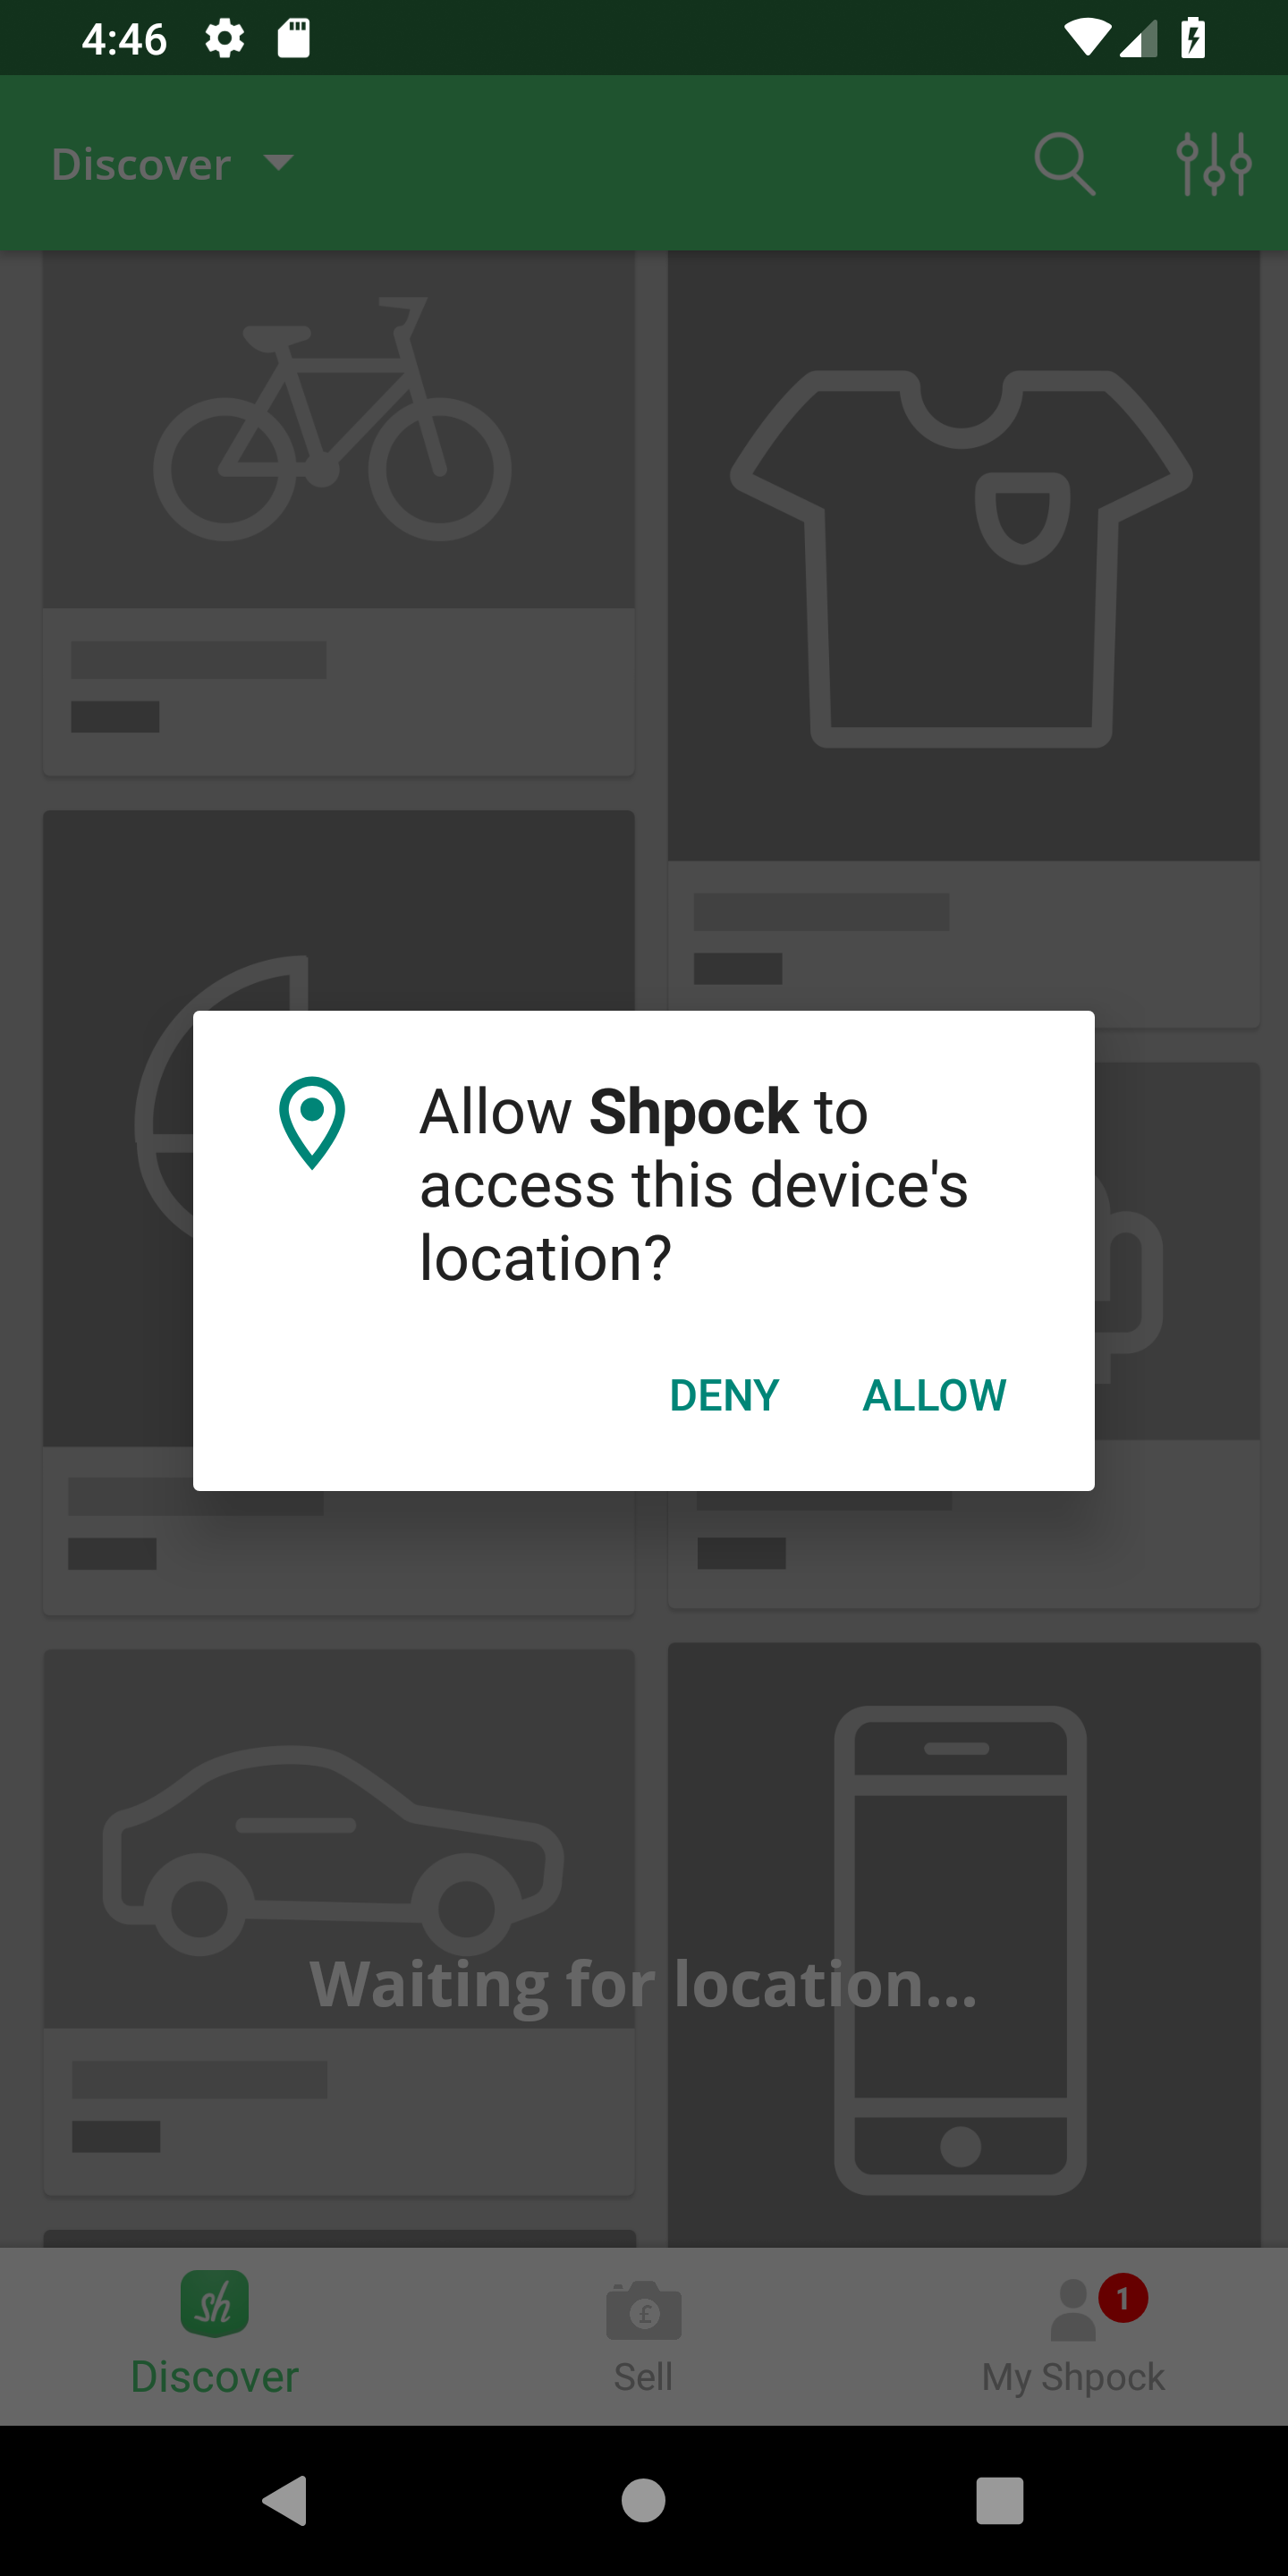 4:46
Discover
Allow Shpock to
access this device's
location?
DENY ALLOW
Waiting for location...
sh
£
1
Discover
Sell
My Shpock